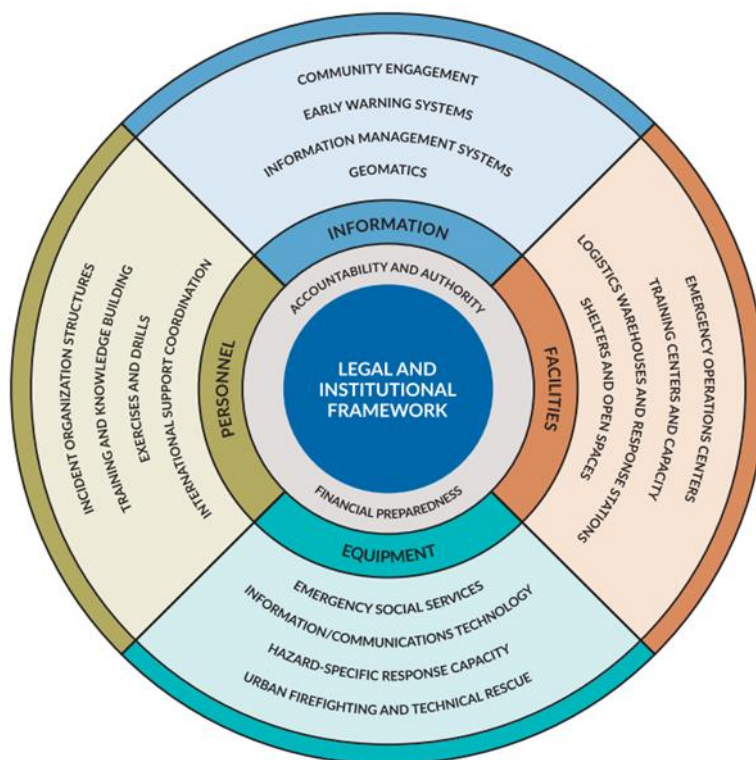 COMMUNITY ENGAGEMENT
EARLY WARNING SYSTEMS
INFORMATION MANAGEMENT SYSTEMS
GEOMATICS
INFORMATION
ACCOUNTABILITY AND AUTHORITY
LEGAL AND
INSTITUTIONAL
FRAMEWORK
FINANCIAL PREPAREDNESS
FACILITIES
EMERGENCY OPERATIONS CENTERS
TRAINING CENTERS AND CAPACITY
LOGISTICS WAREHOUSES AND RESPONSE STATIONS
SHELTERS AND OPEN SPACES
EQUIPMENT
EMERGENCY SOCIAL SERVICES
INFORMATION/COMMUNICATIONS TECHNOLOGY
HAZARD-SPECIFIC RESPONSE CAPACITY
URBAN FIREFIGHTING AND TECHNICAL RESCUE
PERSONNEL
INCIDENT ORGANIZATION STRUCTURES
TRAINING AND KNOWLEDGE BUILDING
EXERCISES AND DRILLS
INTERNATIONAL SUPPORT COORDINATION